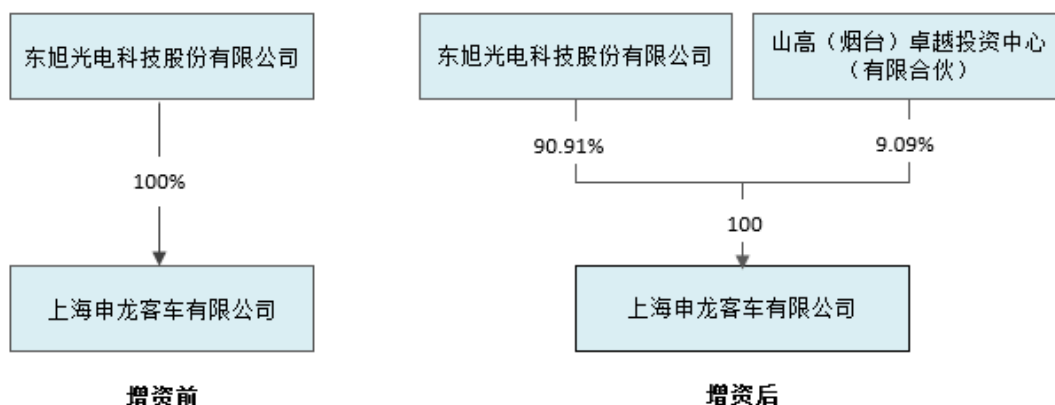 东旭光电科技股份有限公司
100%
上海申龙客车有限公司
增资前
东旭光电科技股份有限公司
山高（烟台）卓越投资中心
（有限合伙）
90.91%
9.09%
100
上海申龙客车有限公司
增资后